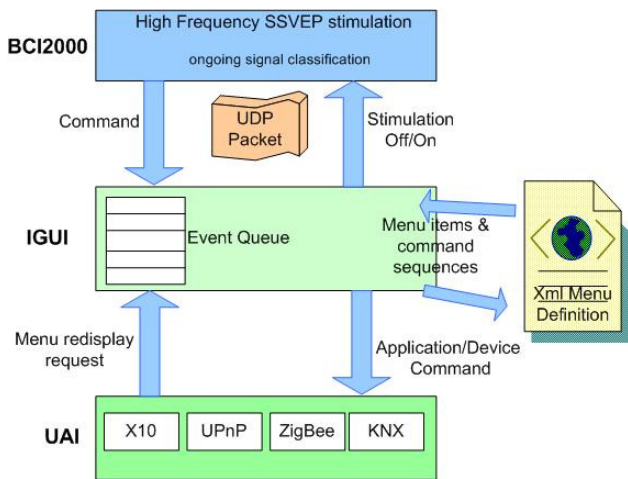 BCI2000
High Frequency SSVEP stimulation
ongoing signal classification
Command
UDP
Packet
Stimulation
Off/On
IGUI
Event Queue
Menu items &
command
sequences
Xml Menu
Definition
Menu redisplay
request
Application/Device
Command
UAI
X10
UPnP
ZigBee
KNX